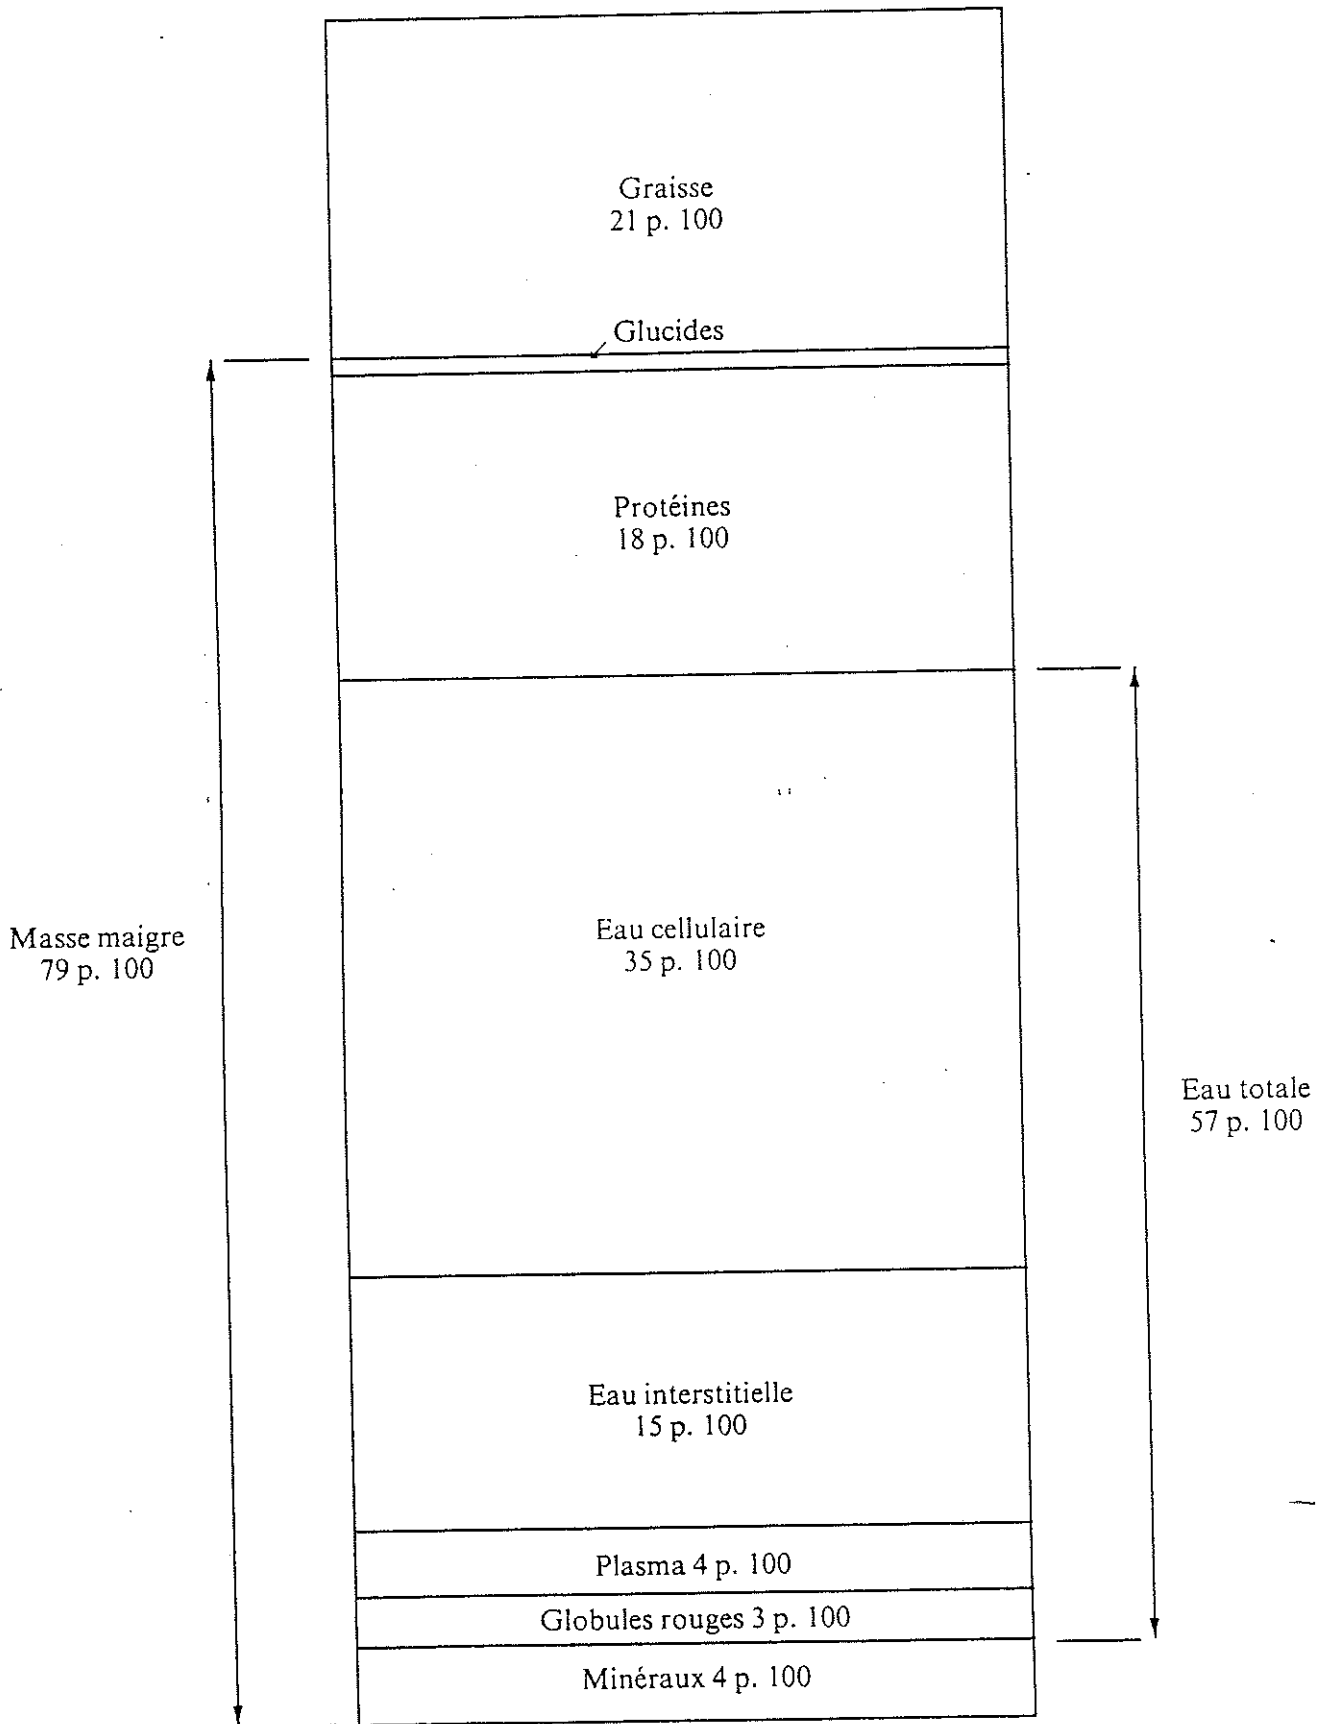 Graisse
21 p. 100
Glucides
Protéines
18 p. 100
Eau cellulaire
35 p. 100
Masse maigre
79 p. 100
Eau totale
57 p. 100
Eau interstitielle
15 p. 100
Plasma 4 p. 100
Globules rouges 3 p. 100
Minéraux 4 p. 100